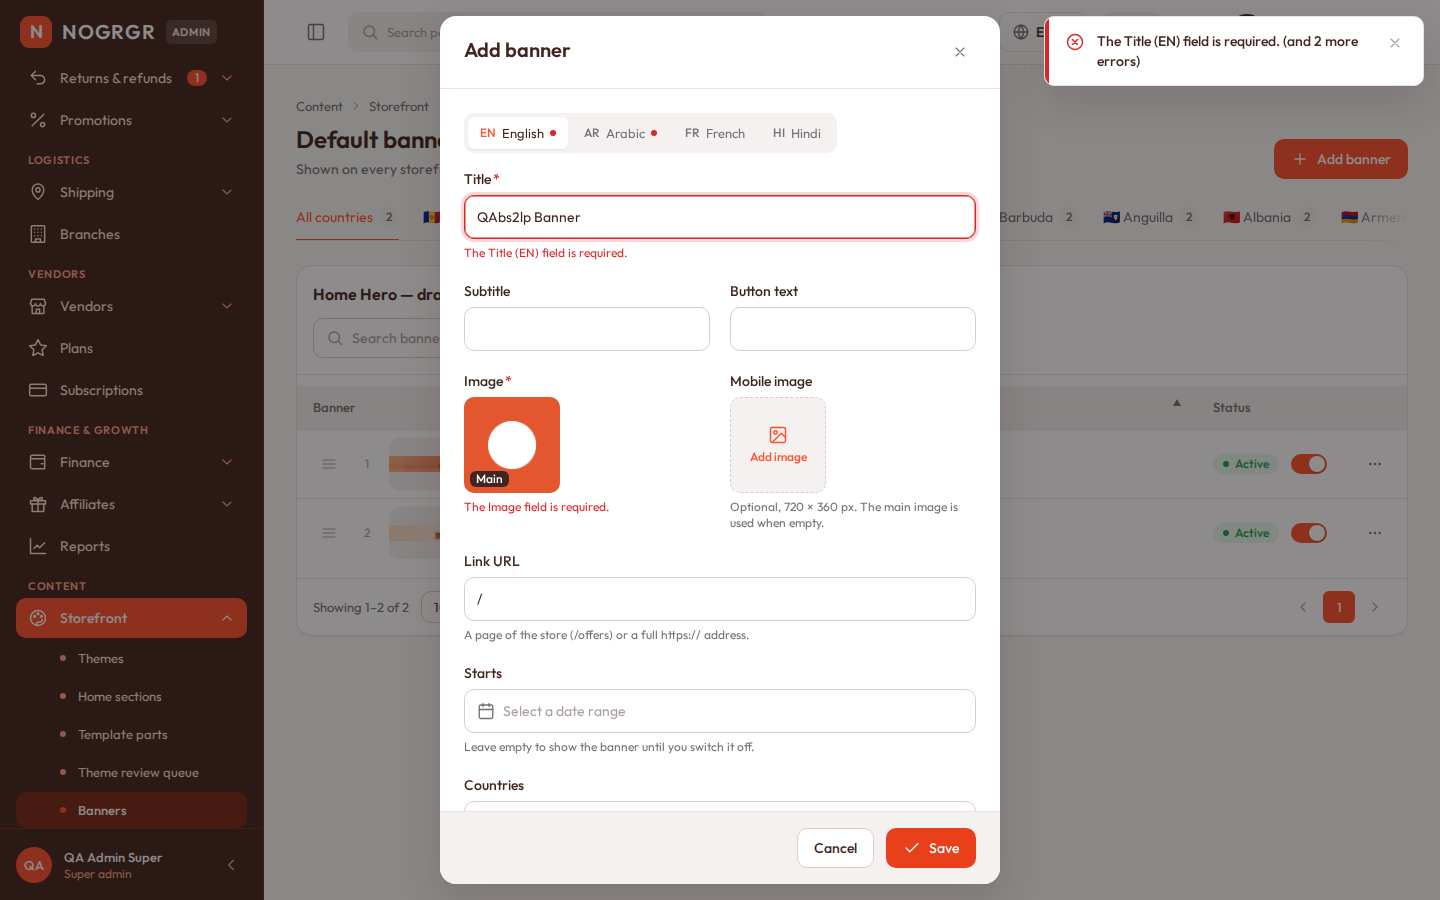 NOGRGR
ADMIN
Returns & refunds
1
Promotions
LOGISTICS
Shipping
Branches
VENDORS
Vendors
Plans
Subscriptions
FINANCE & GROWTH
Finance
Affiliates
Reports
CONTENT
Storefront
Themes
Home sections
Template parts
Theme review queue
Banners
QA
QA Admin Super
Super admin
Content
Storefront
Shown on every
All countries 2
Barbuda 2
Anguilla 2
Albania 2
Add banner
Home Hero —
Banner
Status
1
Active
2
Active
Showing 1–2 of 2
1
Add banner
EN English
AR Arabic
FR French
HI Hindi
Title*
QAbs2lp Banner
The Title (EN) field is required.
Subtitle
Button text
Image*
Mobile image
Main
Add image
The Image field is required.
Optional, 720 × 360 px. The main image is
used when empty.
Link URL
/
A page of the store (/offers) or a full https:// address.
Starts
Select a date range
Leave empty to show the banner until you switch it off.
Countries
Cancel
Save
The Title (EN) field is required. (and 2 more
errors)